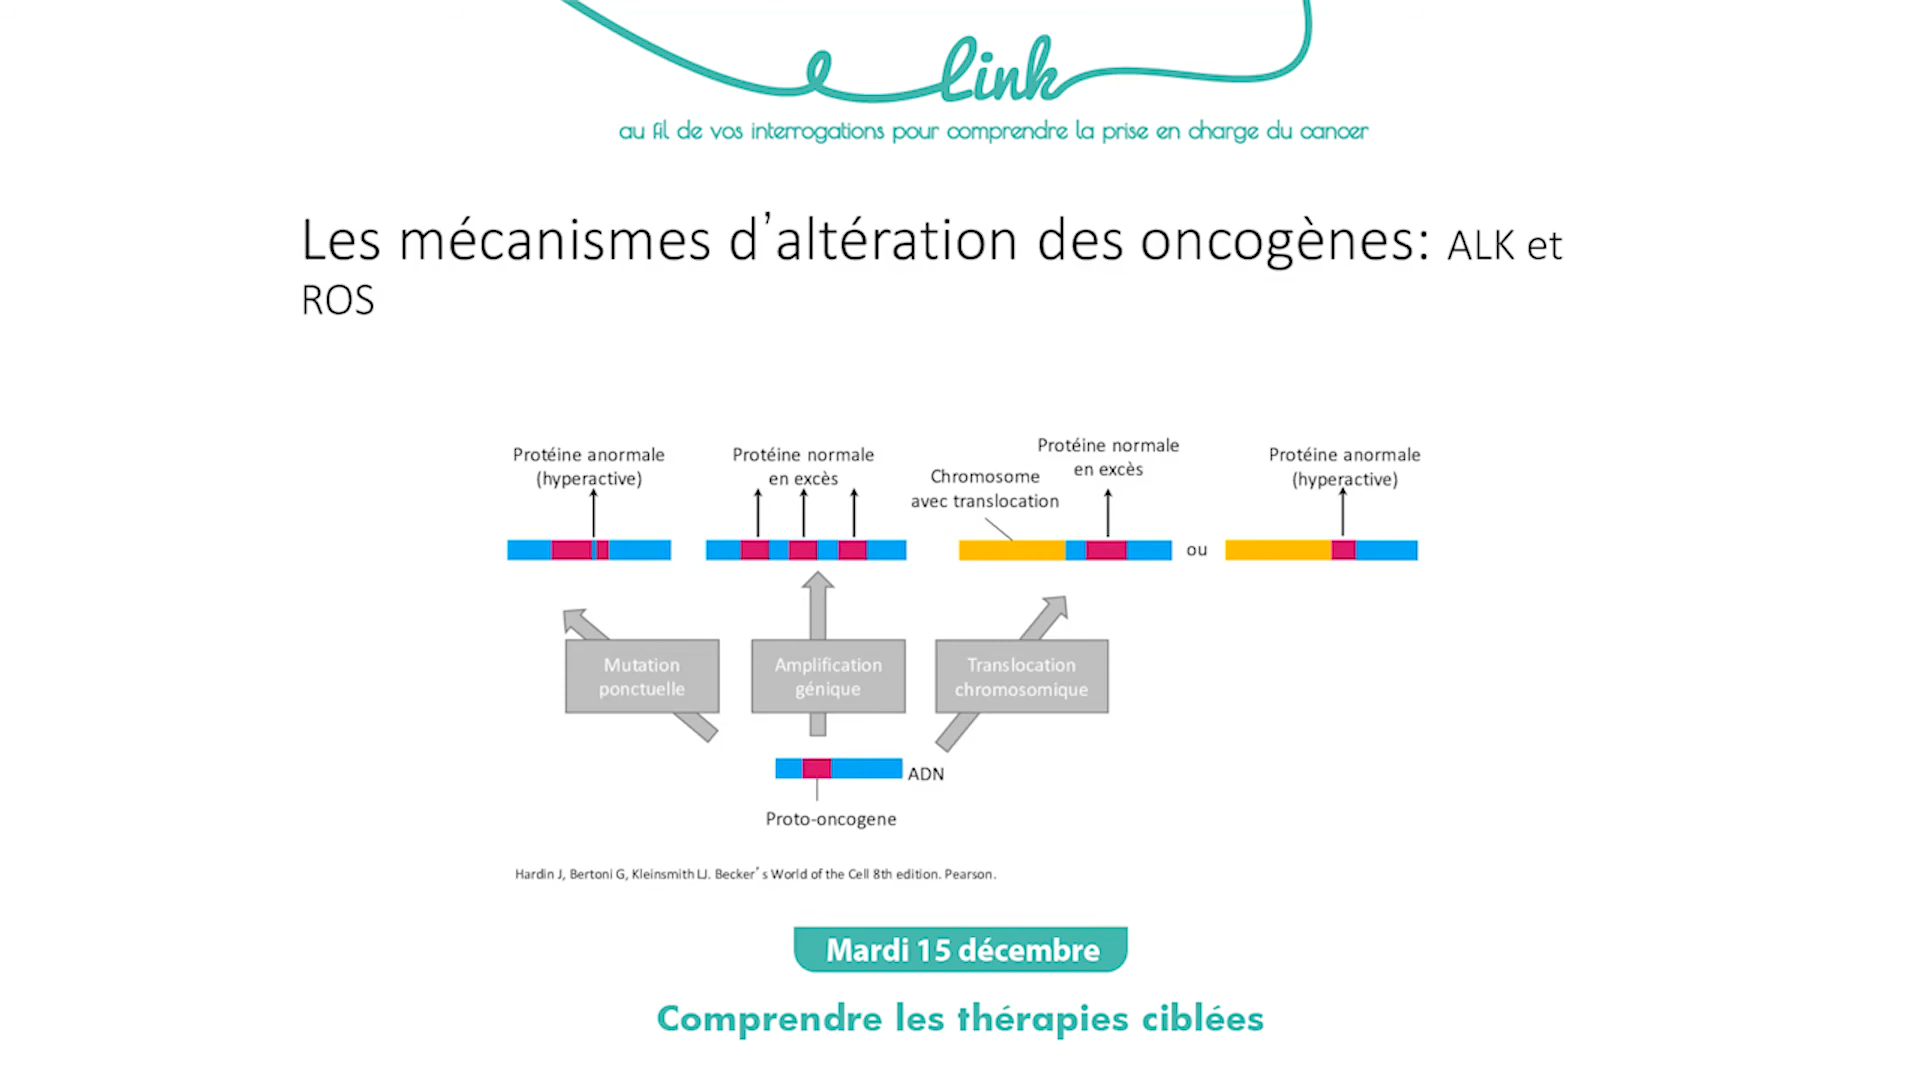 e link
au fil de vos interrogations pour comprendre la prise en charge du cancer
Les mécanismes d’altération des oncogènes: ALK et
ROS
Protéine anormale
(hyperactive)
Protéine normale
en excès
Chromosome
avec translocation
Protéine normale
en excès
Protéine anormale
(hyperactive)
ou
Mutation
ponctuelle
Amplification
génique
Translocation
chromosomique
ADN
Proto-oncogene
Hardin J, Bertoni G, Kleinsmith LJ. Becker’s World of the Cell 8th edition. Pearson.
Mardi 15 décembre
Comprendre les thérapies ciblées